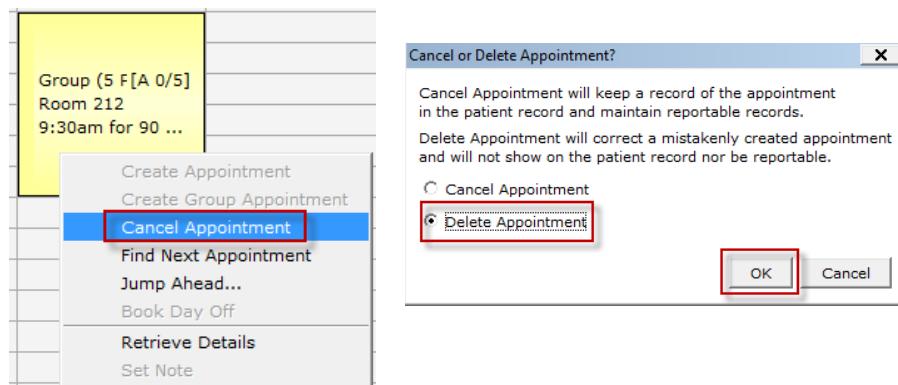 Group (5 F[A 0/5]
Room 212
9:30am for 90 ...
Create Appointment
Create Group Appointment
Cancel Appointment
Find Next Appointment
Jump Ahead...
Book Day Off
Retrieve Details
Set Note
Cancel or Delete Appointment?
X
Cancel Appointment will keep a record of the appointment
in the patient record and maintain reportable records.
Delete Appointment will correct a mistakenly created appointment
and will not show on the patient record nor be reportable.
Cancel Appointment
Delete Appointment
OK Cancel